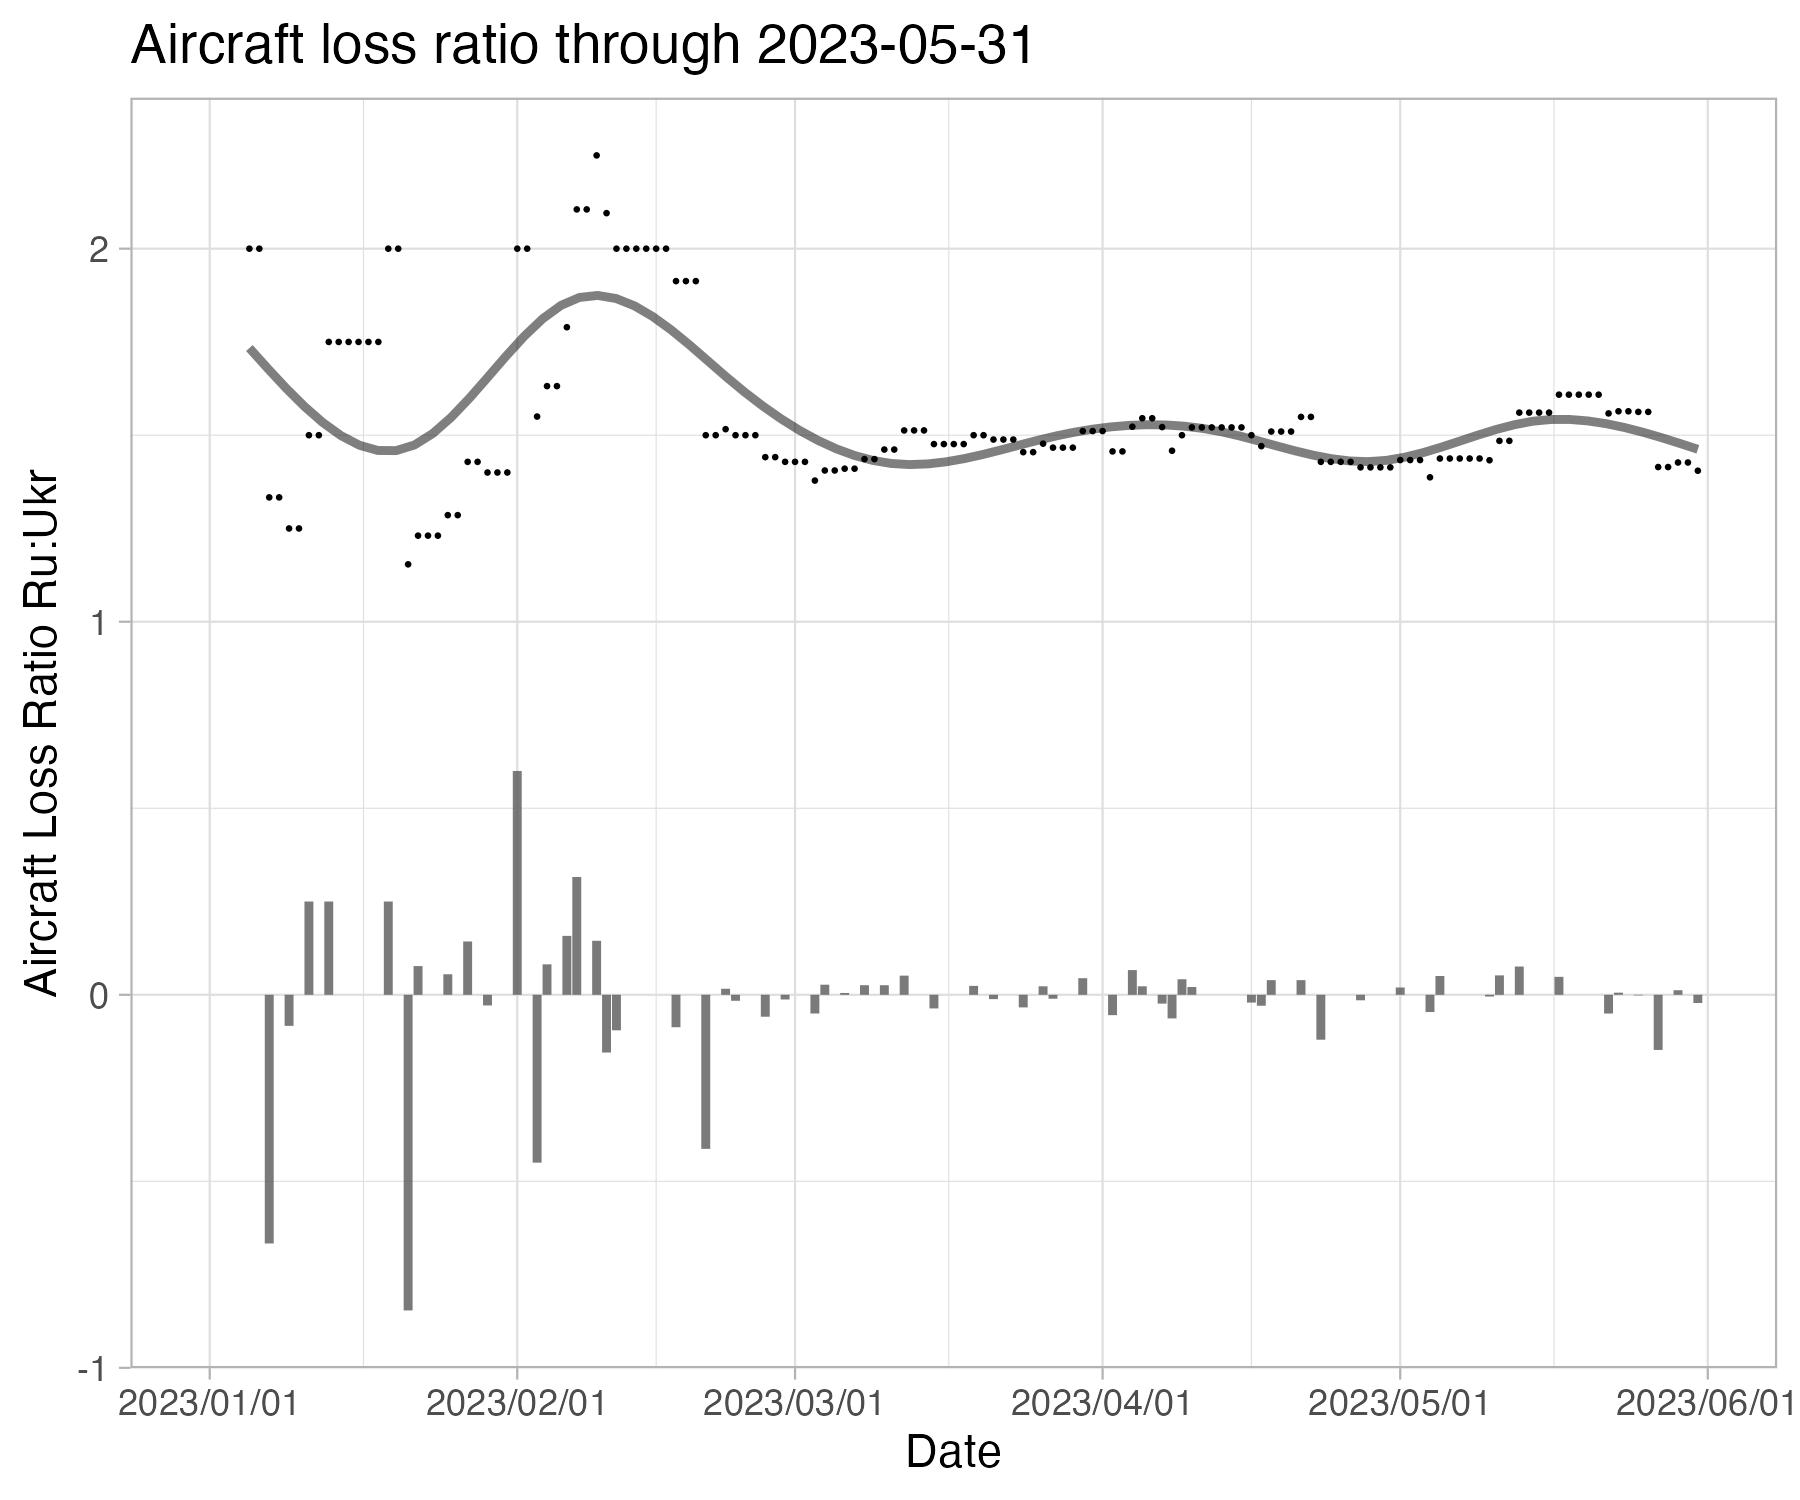 Aircraft loss ratio through 2023-05-31
Aircraft Loss Ratio Ru:Ukr
2
1
0
-1
2023/01/01 2023/02/01 2023/03/01 2023/04/01 2023/05/01 2023/06/01
Date